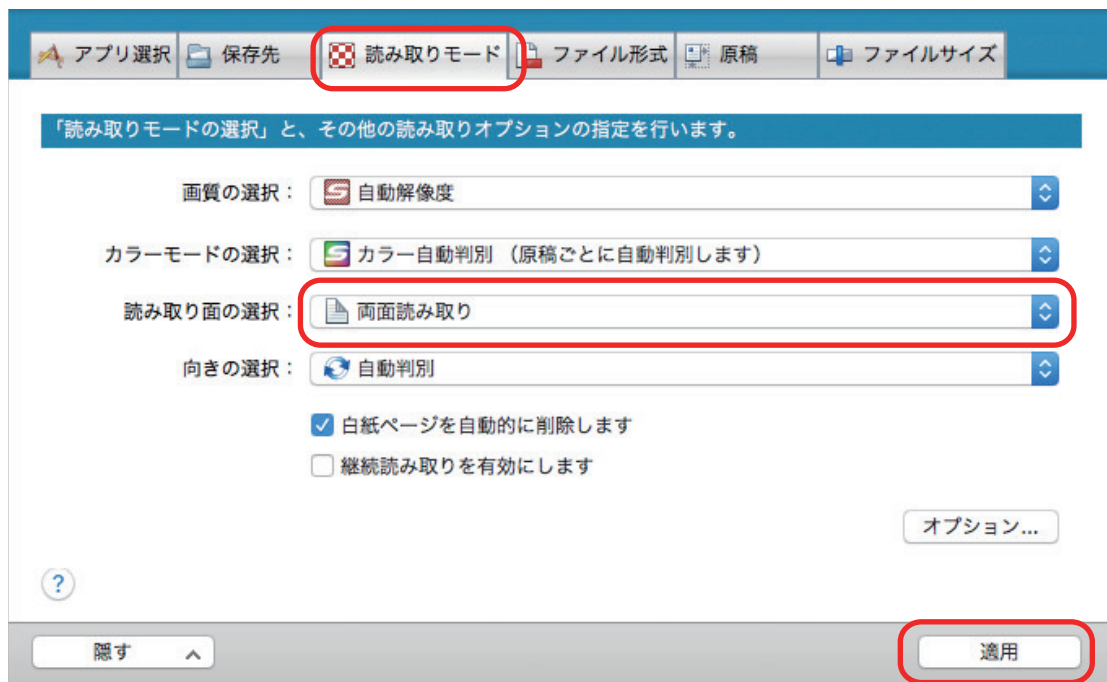 アプリ選択 保存先 読み取りモード ファイル形式 原稿 ファイルサイズ
「読み取りモードの選択」と、その他の読み取りオプションの指定を行います。
画質の選択： 自動解像度
カラーモードの選択： カラー自動判別 （原稿ごとに自動判別します）
読み取り面の選択： 両面読み取り
向きの選択： 自動判別
白紙ページを自動的に削除します
継続読み取りを有効にします
オプション...
?
隠す 適用